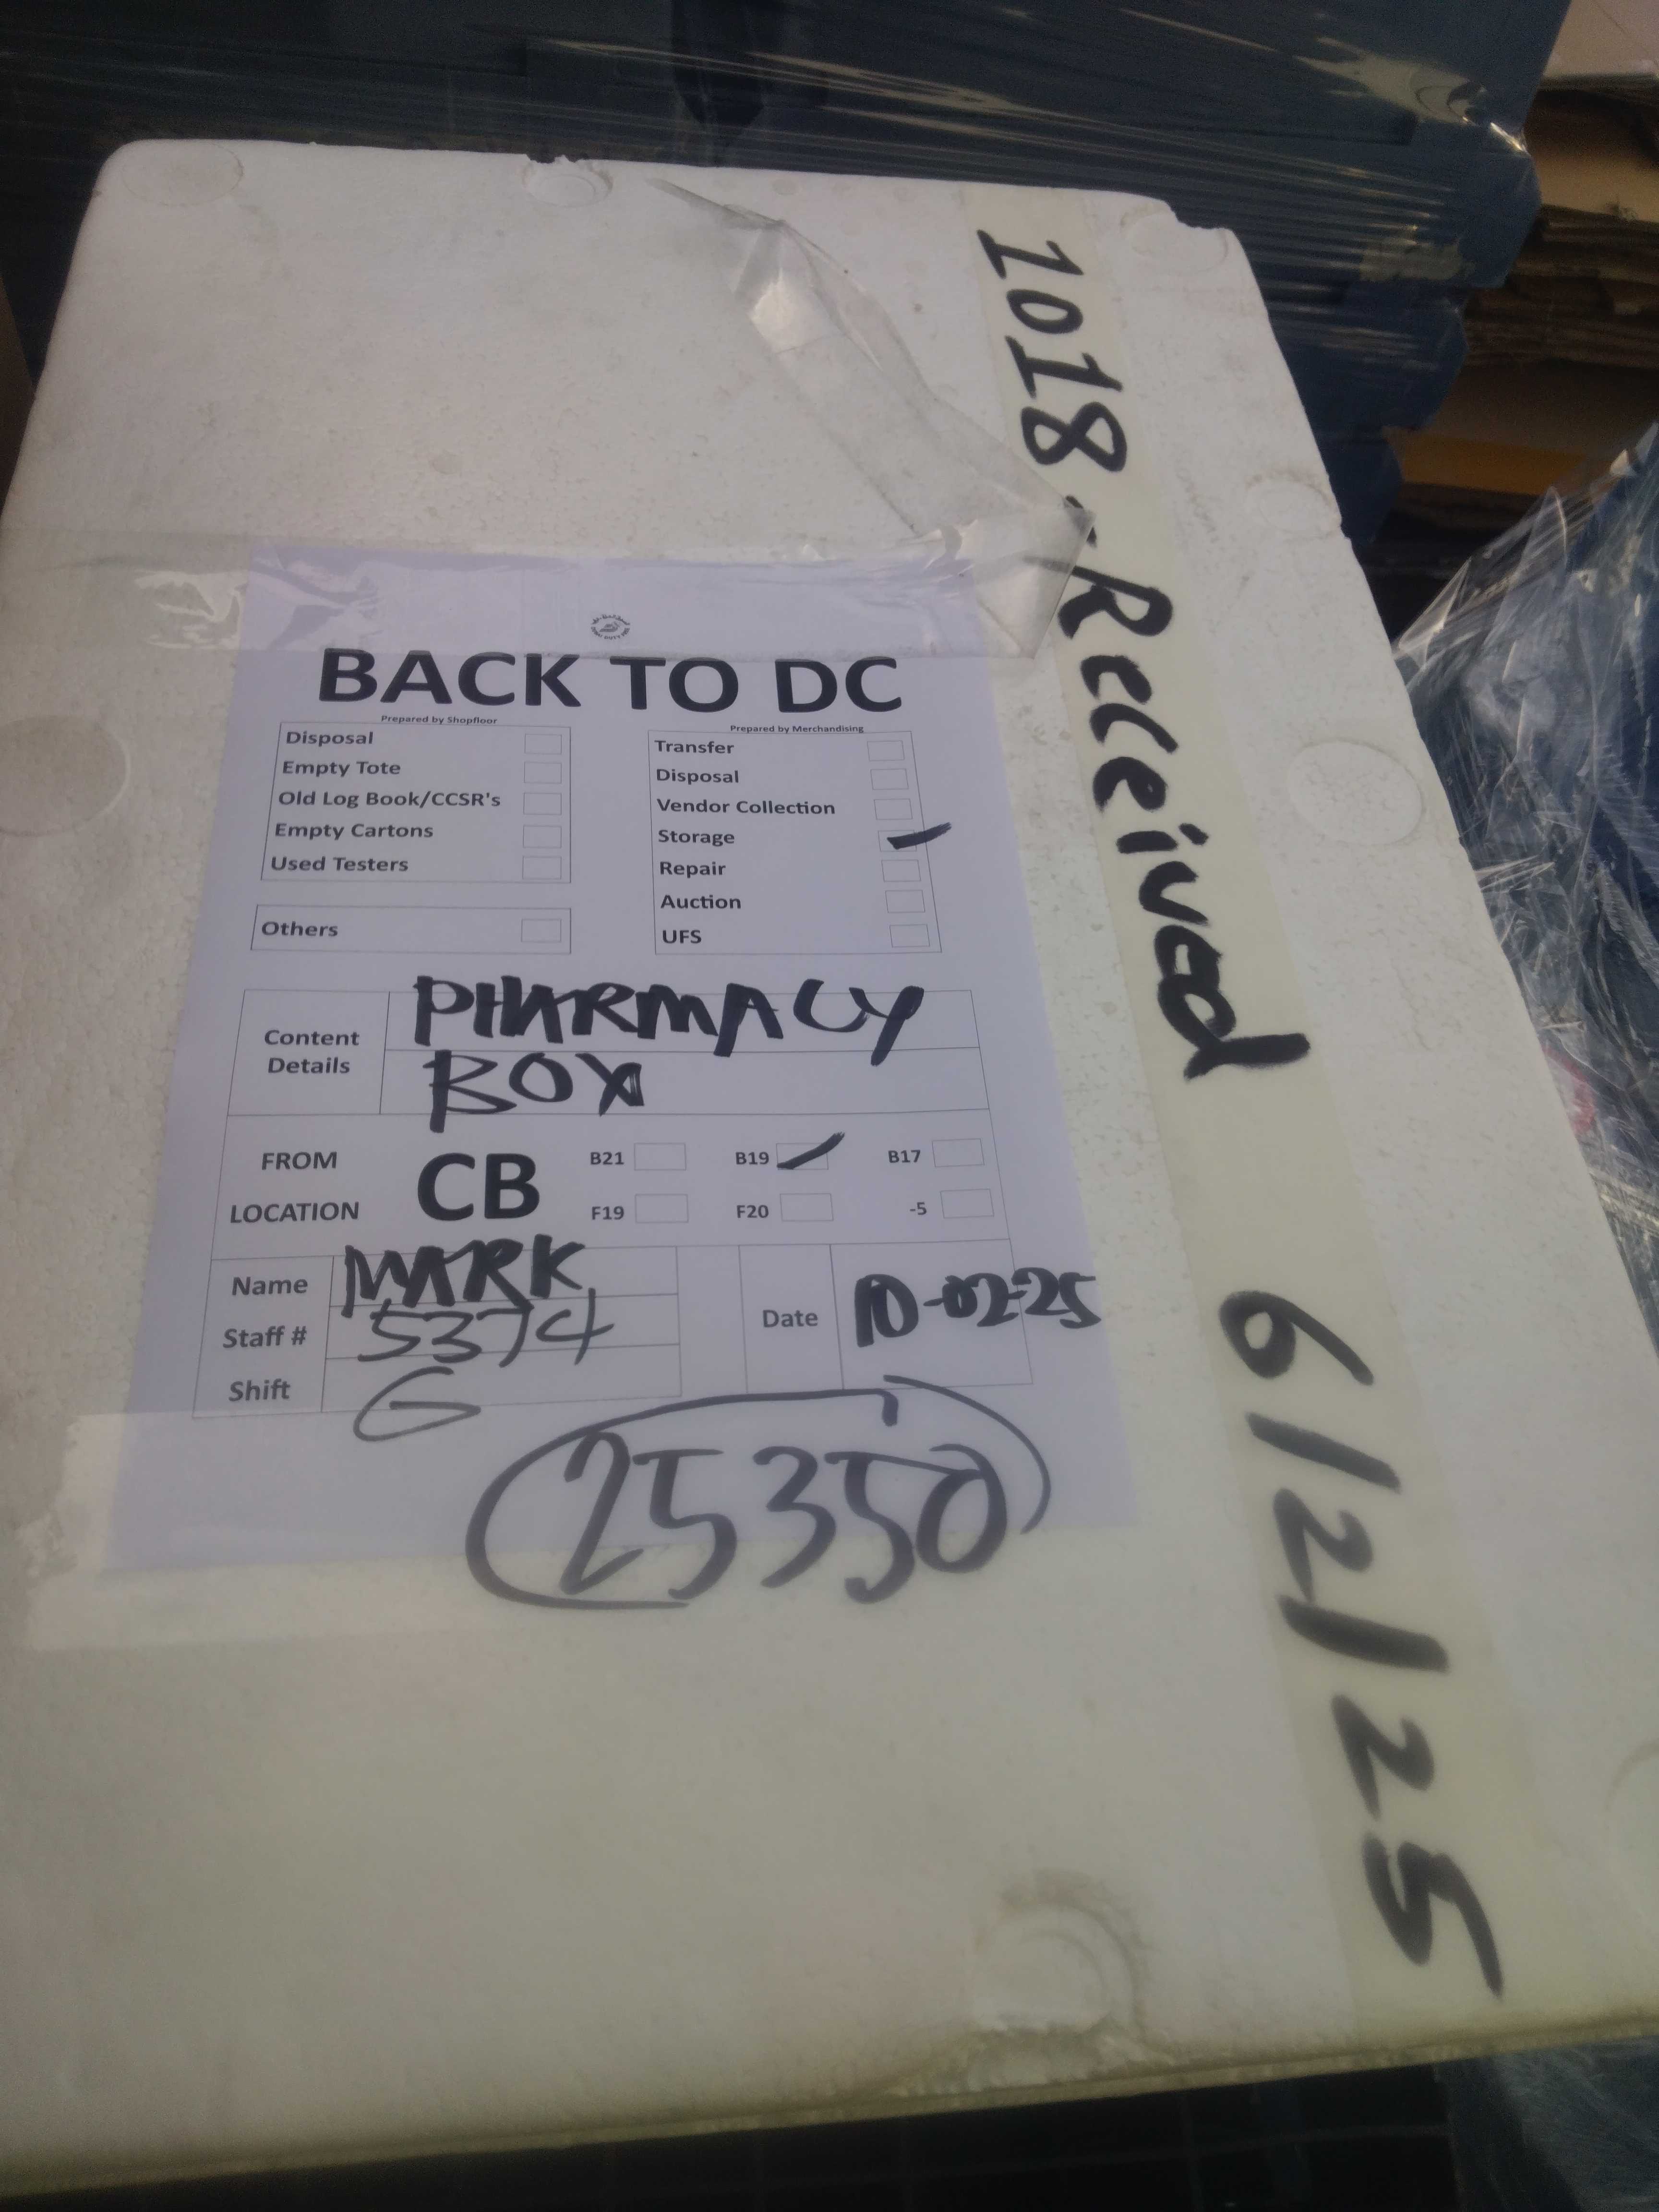 BACK TO DC
Prepared by Shopfloor
Disposal
Empty Tote
Old Log Book/CCSR's
Empty Cartons
Used Testers
Others
Prepared by Merchandising
Transfer
Disposal
Vendor Collection
Storage
Repair
Auction
UFS
Content Details
PHARMACY
BOX
FROM LOCATION
CB
B21 B19 B17
F19 F20 -5
Name MARK
Staff # 5374
Shift G
Date 10-02-25
25350
1018 - Received 6/2/25